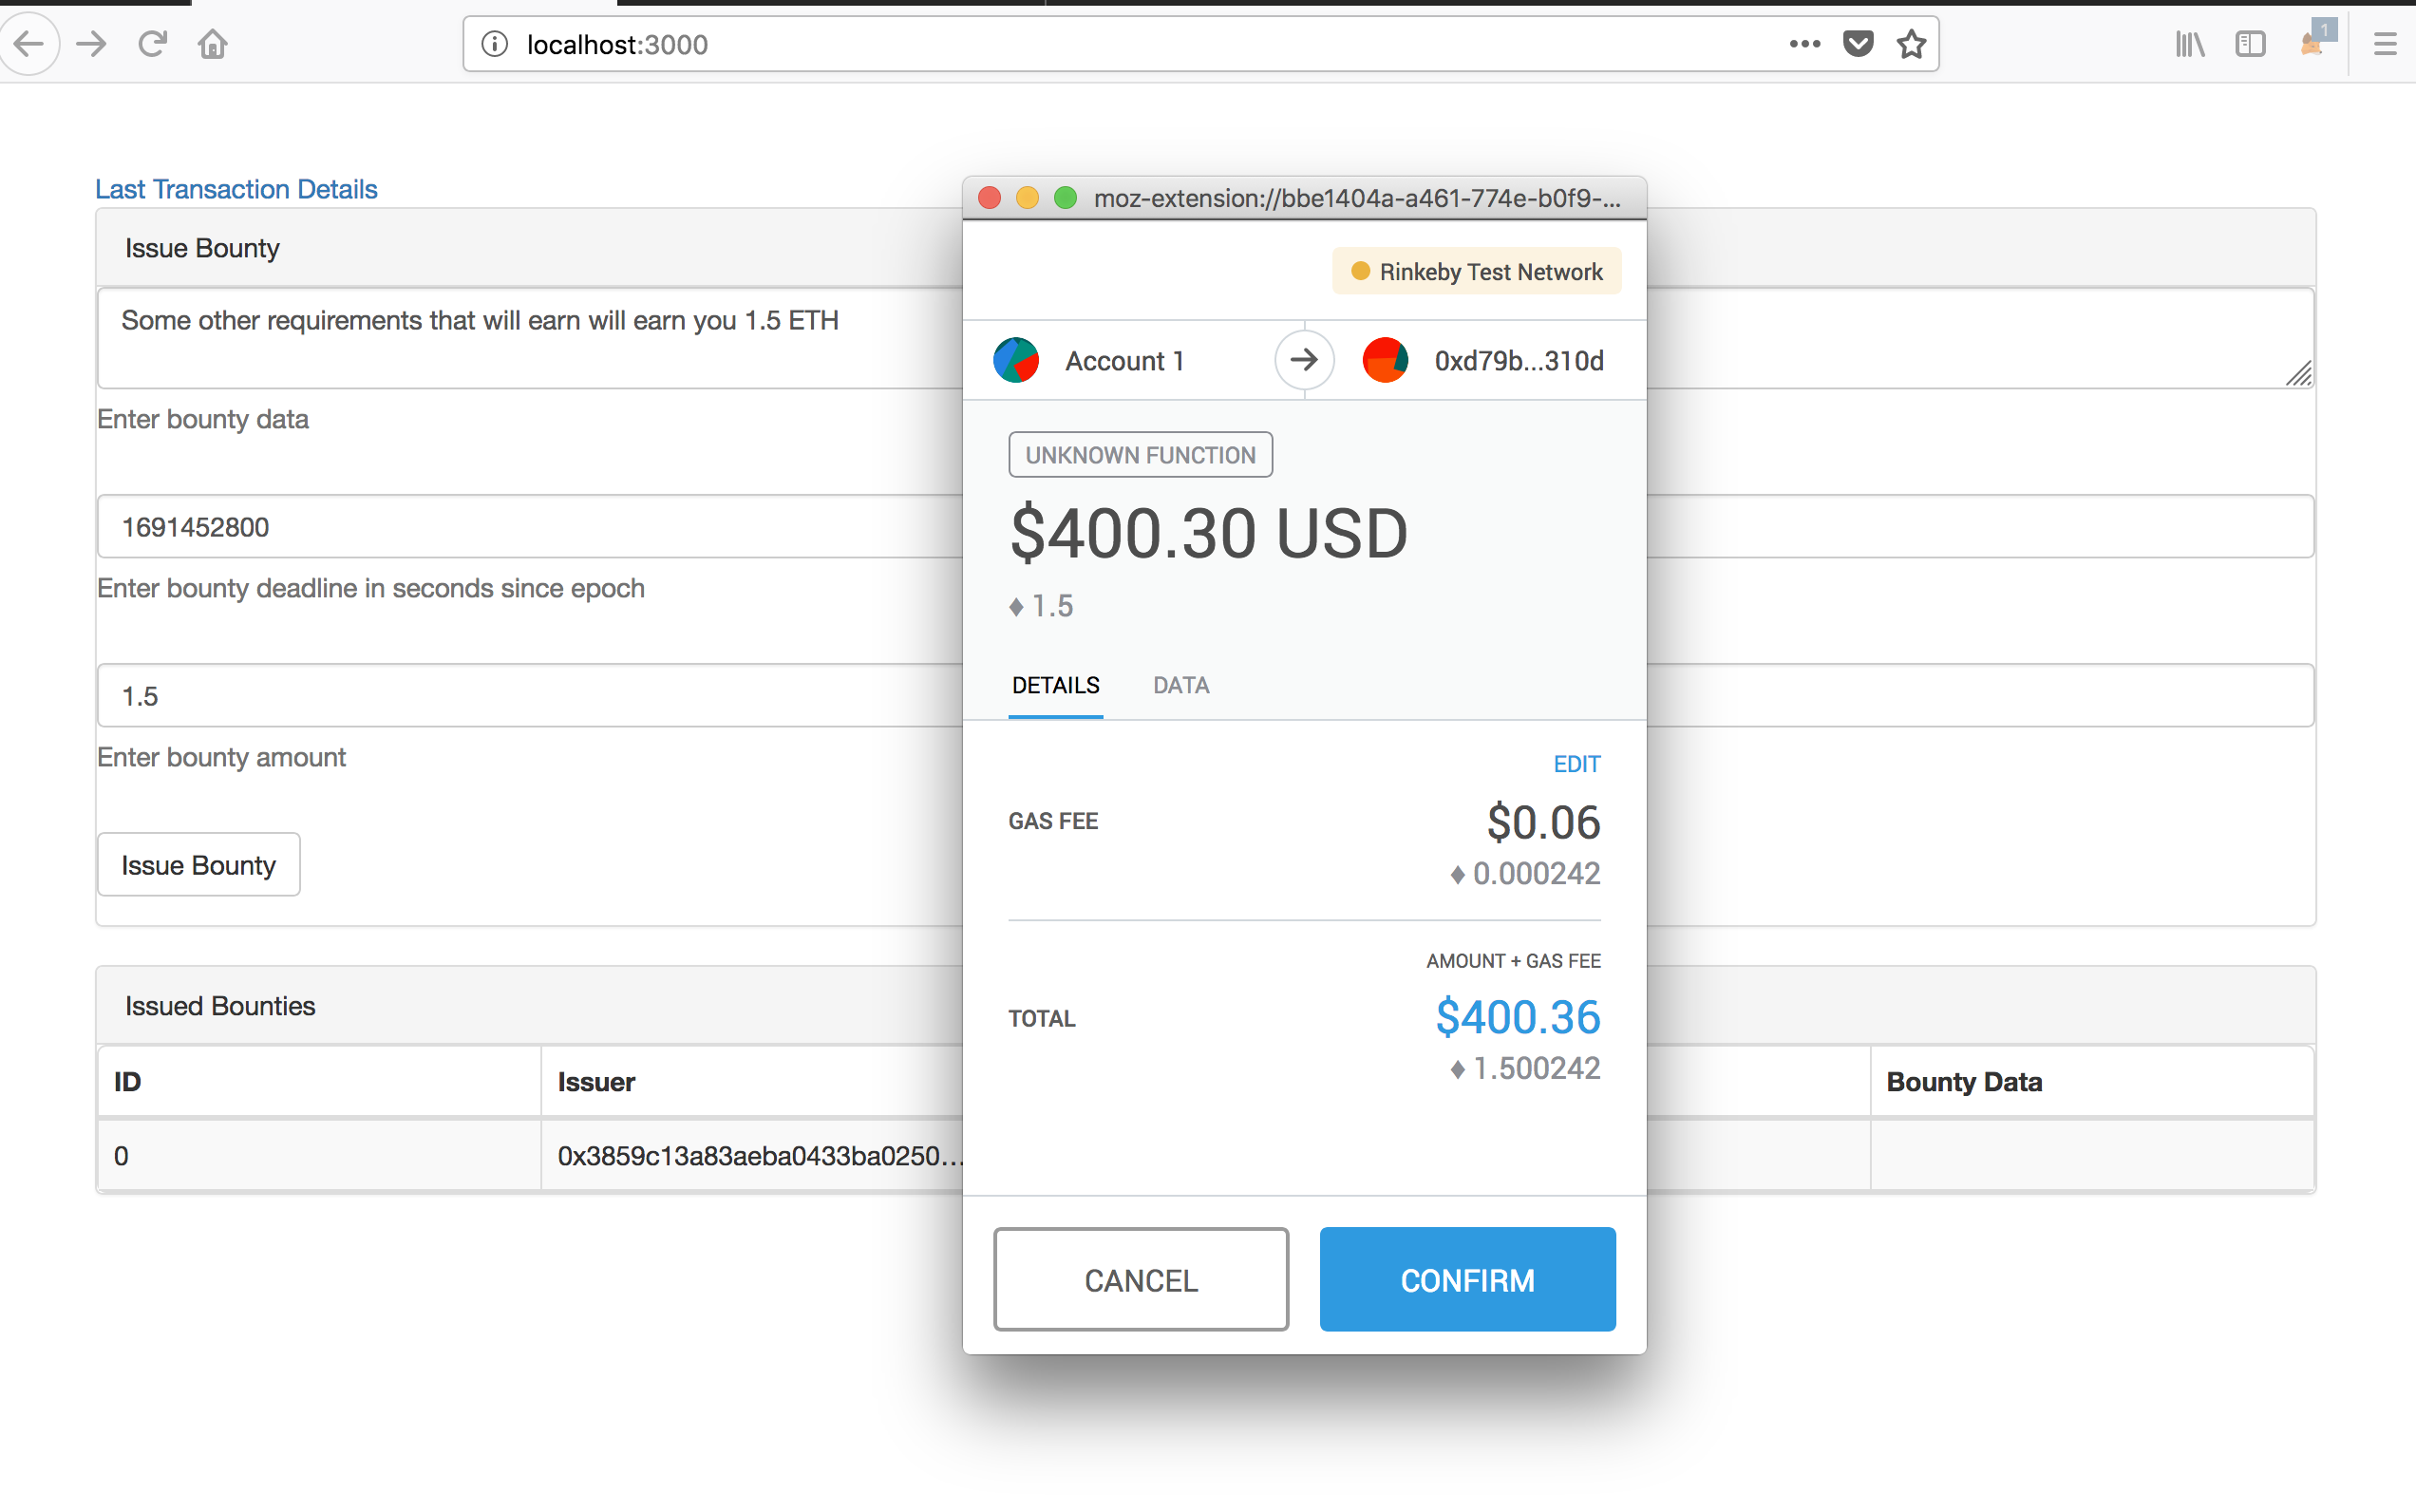 localhost:3000
1
Last Transaction Details
Issue Bounty
Some other requirements that will earn will earn you 1.5 ETH
Enter bounty data
1691452800
Enter bounty deadline in seconds since epoch
1.5
Enter bounty amount
Issue Bounty
Issued Bounties
ID Issuer Bounty Data
0 0x3859c13a83aeba0433ba0250...
moz-extension://bbe1404a-a461-774e-b0f9-...
Rinkeby Test Network
Account 1 0xd79b...310d
UNKNOWN FUNCTION
$400.30 USD
1.5
DETAILS DATA
EDIT
GAS FEE $0.06
0.000242
AMOUNT + GAS FEE
TOTAL $400.36
1.500242
CANCEL CONFIRM